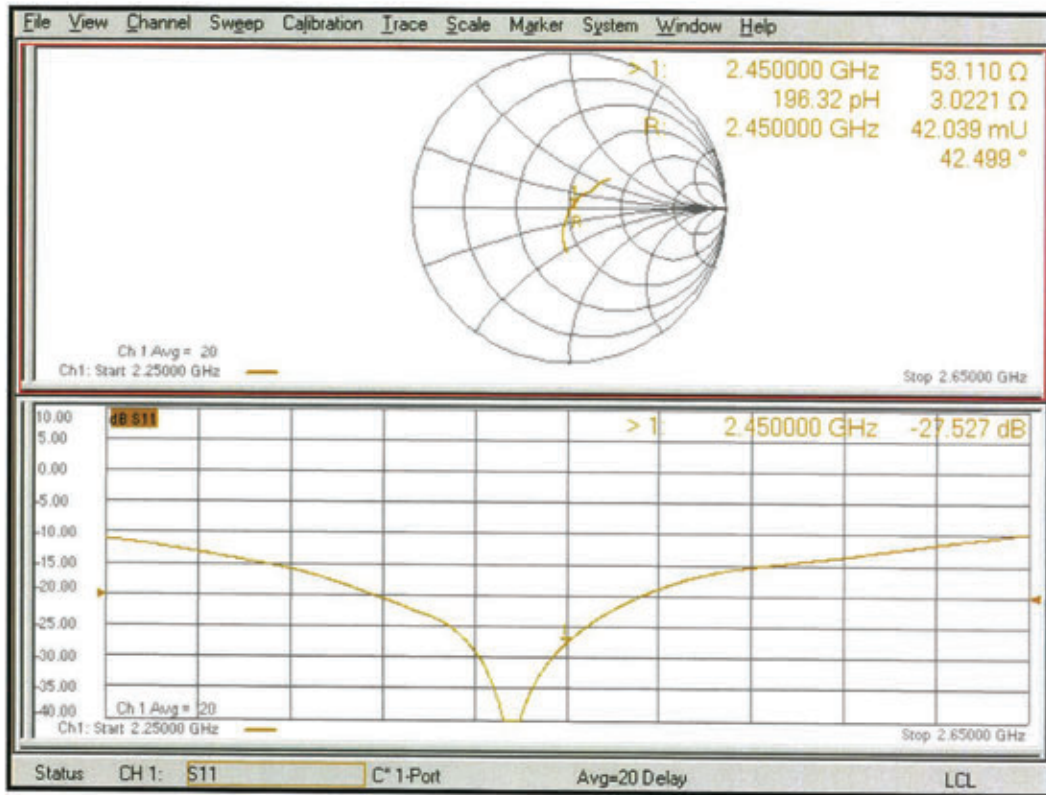 File View Channel Sweep Calibration Trace Scale Marker System Window Help
> 1: 2.450000 GHz 53.110 Ω
196.32 pH 3.0221 Ω
R: 2.450000 GHz 42.039 mU
42.499 °
1
R
Ch 1 Avg = 20
Ch1: Start 2.25000 GHz
Stop 2.65000 GHz
10.00
dB S11
> 1: 2.450000 GHz -27.527 dB
5.00
0.00
-5.00
-10.00
-15.00
-20.00
-25.00
1
-30.00
-35.00
-40.00
Ch 1 Avg = 20
Ch1: Start 2.25000 GHz
Stop 2.65000 GHz
Status CH 1: S11 C* 1-Port Avg=20 Delay LCL